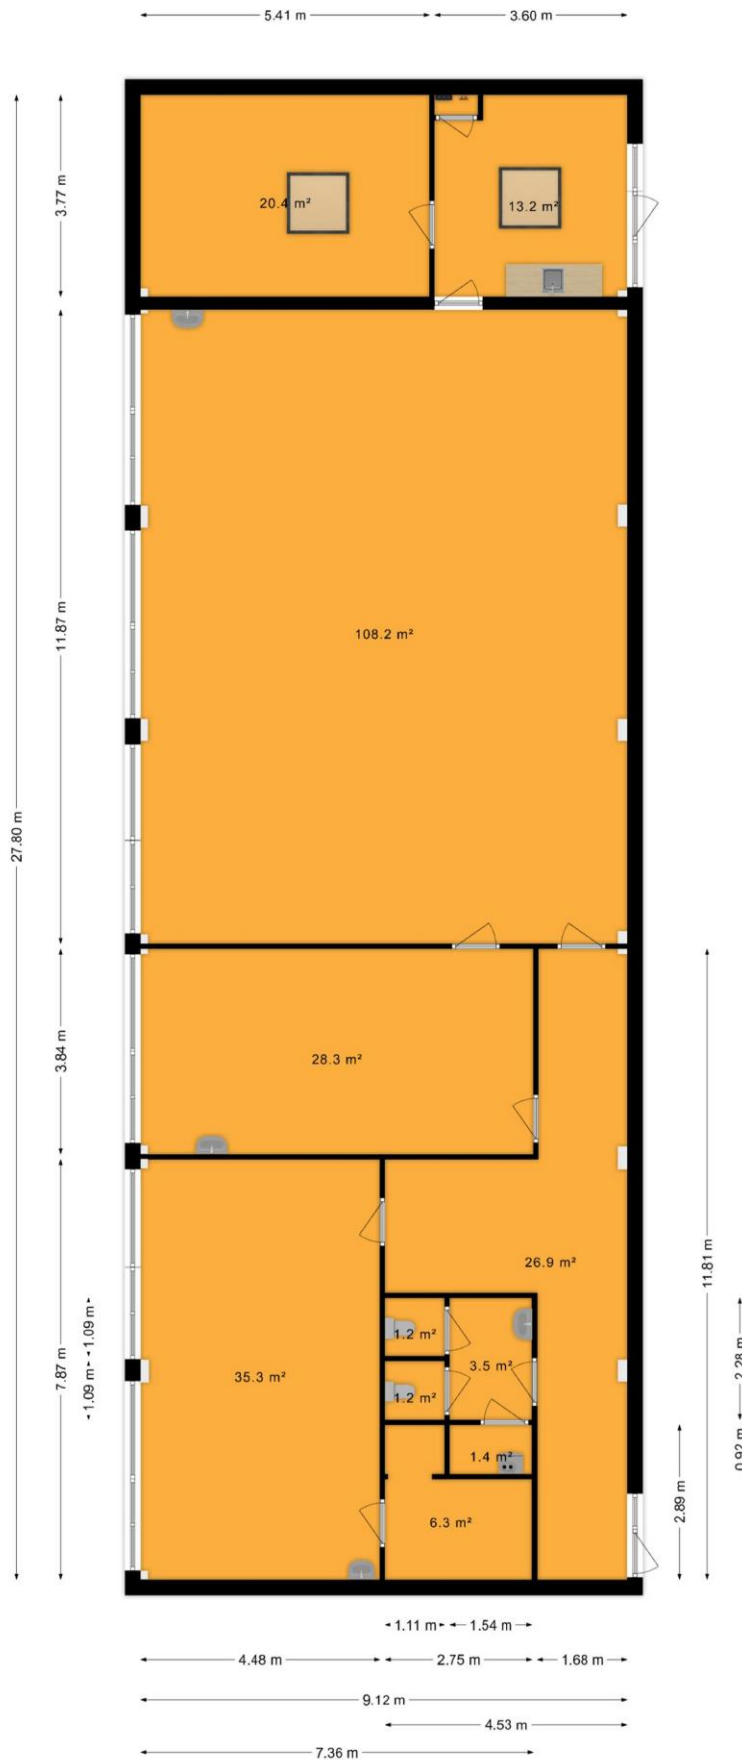 5.41 m
3.60 m
3.77 m
20.4 m²
13.2 m²
11.87 m
108.2 m²
27.80 m
3.84 m
28.3 m²
11.81 m
26.9 m²
7.87 m
1.09 m
1.09 m
35.3 m²
1.2 m²
1.2 m²
3.5 m²
1.4 m²
6.3 m²
2.28 m
0.92 m
2.89 m
1.11 m
1.54 m
4.48 m
2.75 m
1.68 m
9.12 m
4.53 m
7.36 m